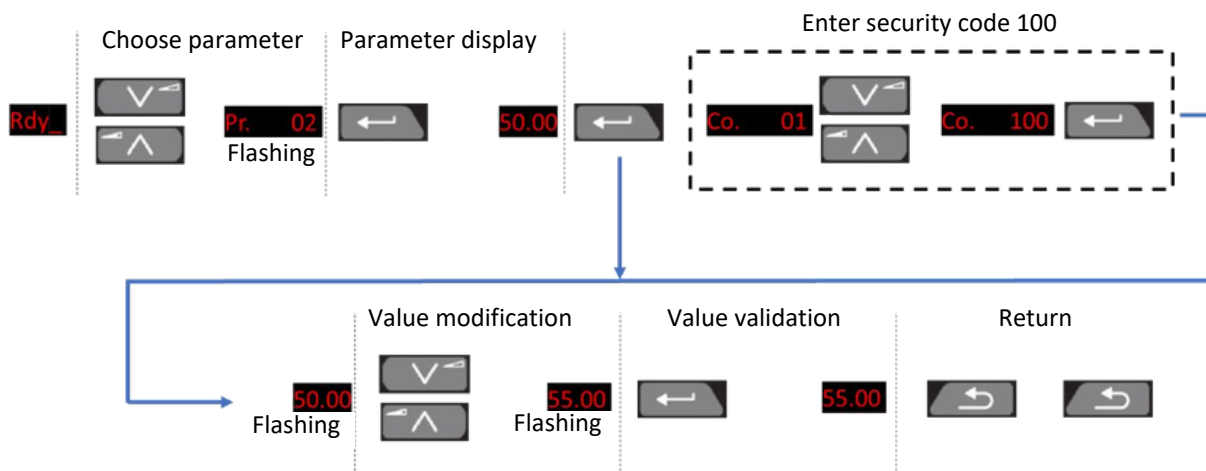 Enter security code 100
Choose parameter
Parameter display
Rdy_
Pr. 02
Flashing
50.00
Co. 01
Co. 100
Value modification
Value validation
Return
50.00
Flashing
55.00
Flashing
55.00